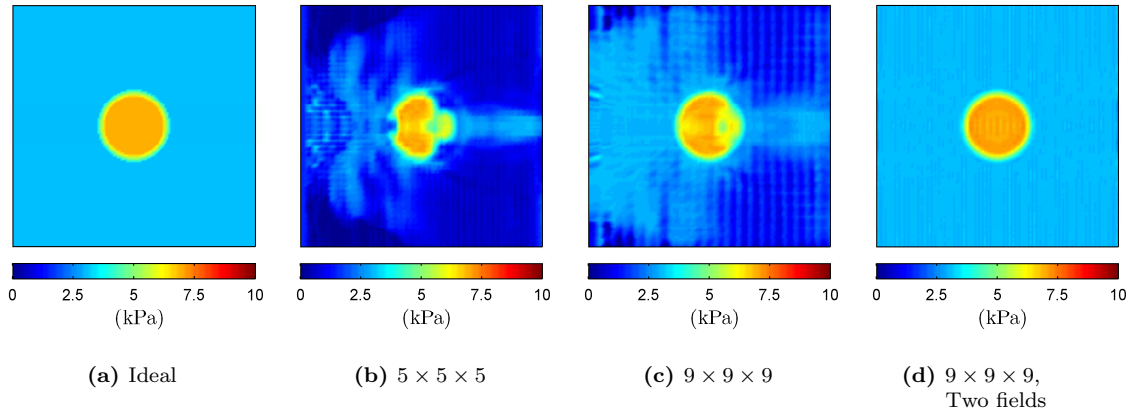 0 2.5 5 7.5 10
(kPa)
0 2.5 5 7.5 10
(kPa)
0 2.5 5 7.5 10
(kPa)
0 2.5 5 7.5 10
(kPa)
(a) Ideal
(b) 5 × 5 × 5
(c) 9 × 9 × 9
(d) 9 × 9 × 9,
Two fields